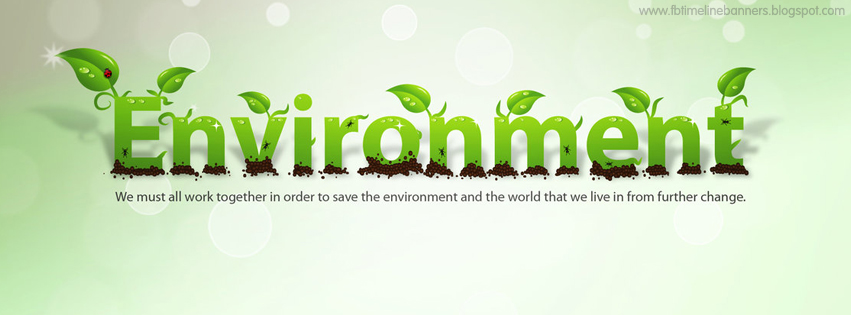 www.fbtimelinebanners.blogspot.com
Environment
We must all work together in order to save the environment and the world that we live in from further change.